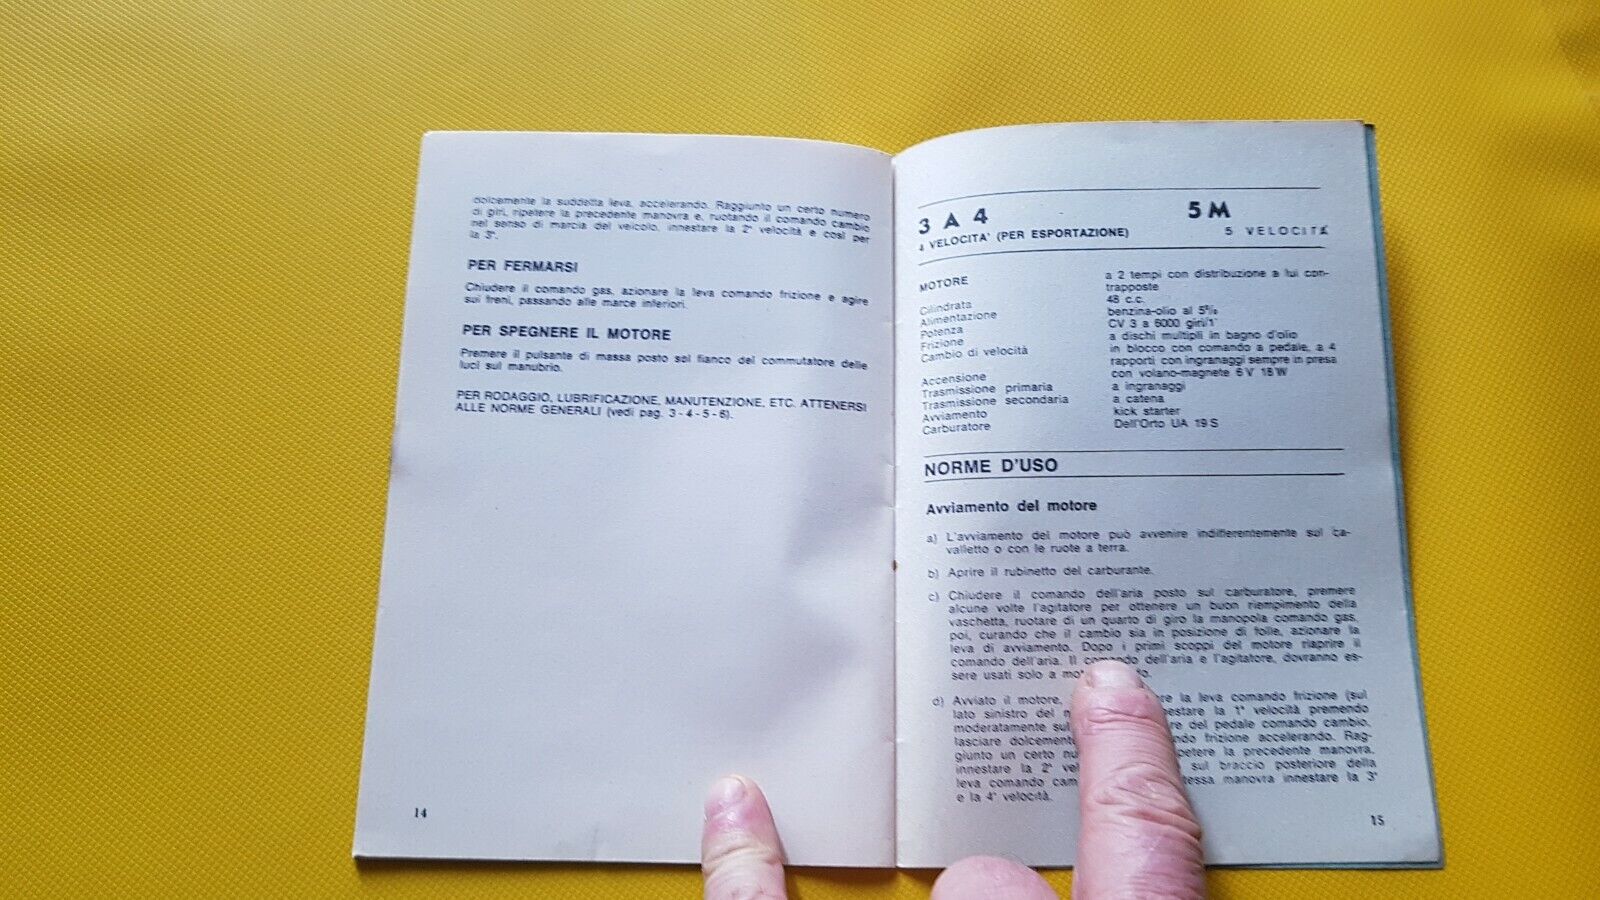 dolcemente la suddetta leva, accelerando. Raggiunto un certo numero
di giri, ripetere la precedente manovra e, ruotando il comando cambio
nel senso di marcia del veicolo, innestare la 2ª velocità e così per
la 3ª.
PER FERMARSI
Chiudere il comando gas, azionare la leva comando frizione e agire
sui freni, passando alle marce inferiori.
PER SPEGNERE IL MOTORE
Premere il pulsante di massa posto sol fianco del commutatore delle
luci sul manubrio.
PER RODAGGIO, LUBRIFICAZIONE, MANUTENZIONE, ETC. ATTENERSI
ALLE NORME GENERALI (vedi pag. 3 - 4 - 5 - 6).
14
3 A 4 5 M
4 VELOCITA' (PER ESPORTAZIONE) 5 VELOCITÀ
MOTORE a 2 tempi con distribuzione a lui con-
trapposte
Cilindrata 48 c.c.
Alimentazione benzina-olio al 5%
Potenza CV 3 a 6000 giri/1'
Frizione a dischi multipli in bagno d'olio
Cambio di velocità in blocco con comando a pedale, a 4
rapporti con ingranaggi sempre in presa
Accensione con volano-magnete 6 V 18 W
Trasmissione primaria a ingranaggi
Trasmissione secondaria a catena
Avviamento kick starter
Carburatore Dell'Orto UA 19 S
NORME D'USO
Avviamento del motore
a) L'avviamento del motore può avvenire indifferentemente sul ca-
valletto o con le ruote a terra.
b) Aprire il rubinetto del carburante.
c) Chiudere il comando dell'aria posto sul carburatore, premere
alcune volte l'agitatore per ottenere un buon riempimento della
vaschetta, ruotare di un quarto di giro la manopola comando gas,
poi, curando che il cambio sia in posizione di folle, azionare la
leva di avviamento. Dopo i primi scoppi del motore riaprire il
comando dell'aria. Il comando dell'aria e l'agitatore, dovranno es-
sere usati solo a mot do.
d) Avviato il motore, re la leva comando frizione (sul
lato sinistro del m estare la 1ª velocità premendo
moderatamente sul re del pedale comando cambio,
lasciare dolcemente ndo frizione accelerando. Rag-
giunto un certo nu petere la precedente manovra,
innestare la 2ª vel sul braccio posteriore della
leva comando cam tessa manovra innestare la 3ª
e la 4ª velocità.
15